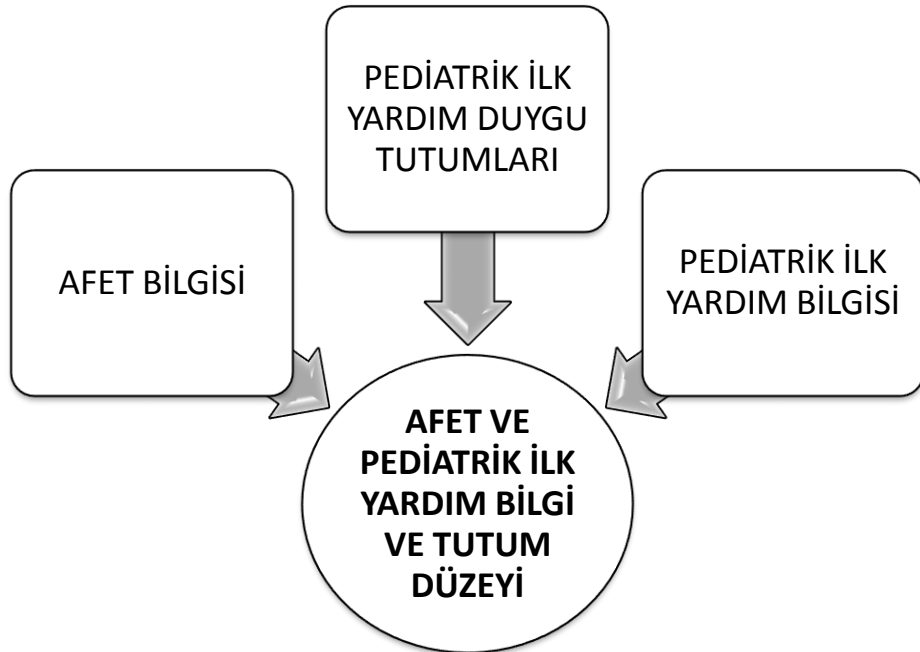 PEDİATRİK İLK
YARDIM DUYGU
TUTUMLARI
AFET BİLGİSİ
PEDİATRİK İLK
YARDIM BİLGİSİ
AFET VE
PEDİATRİK İLK
YARDIM BİLGİ
VE TUTUM
DÜZEYİ